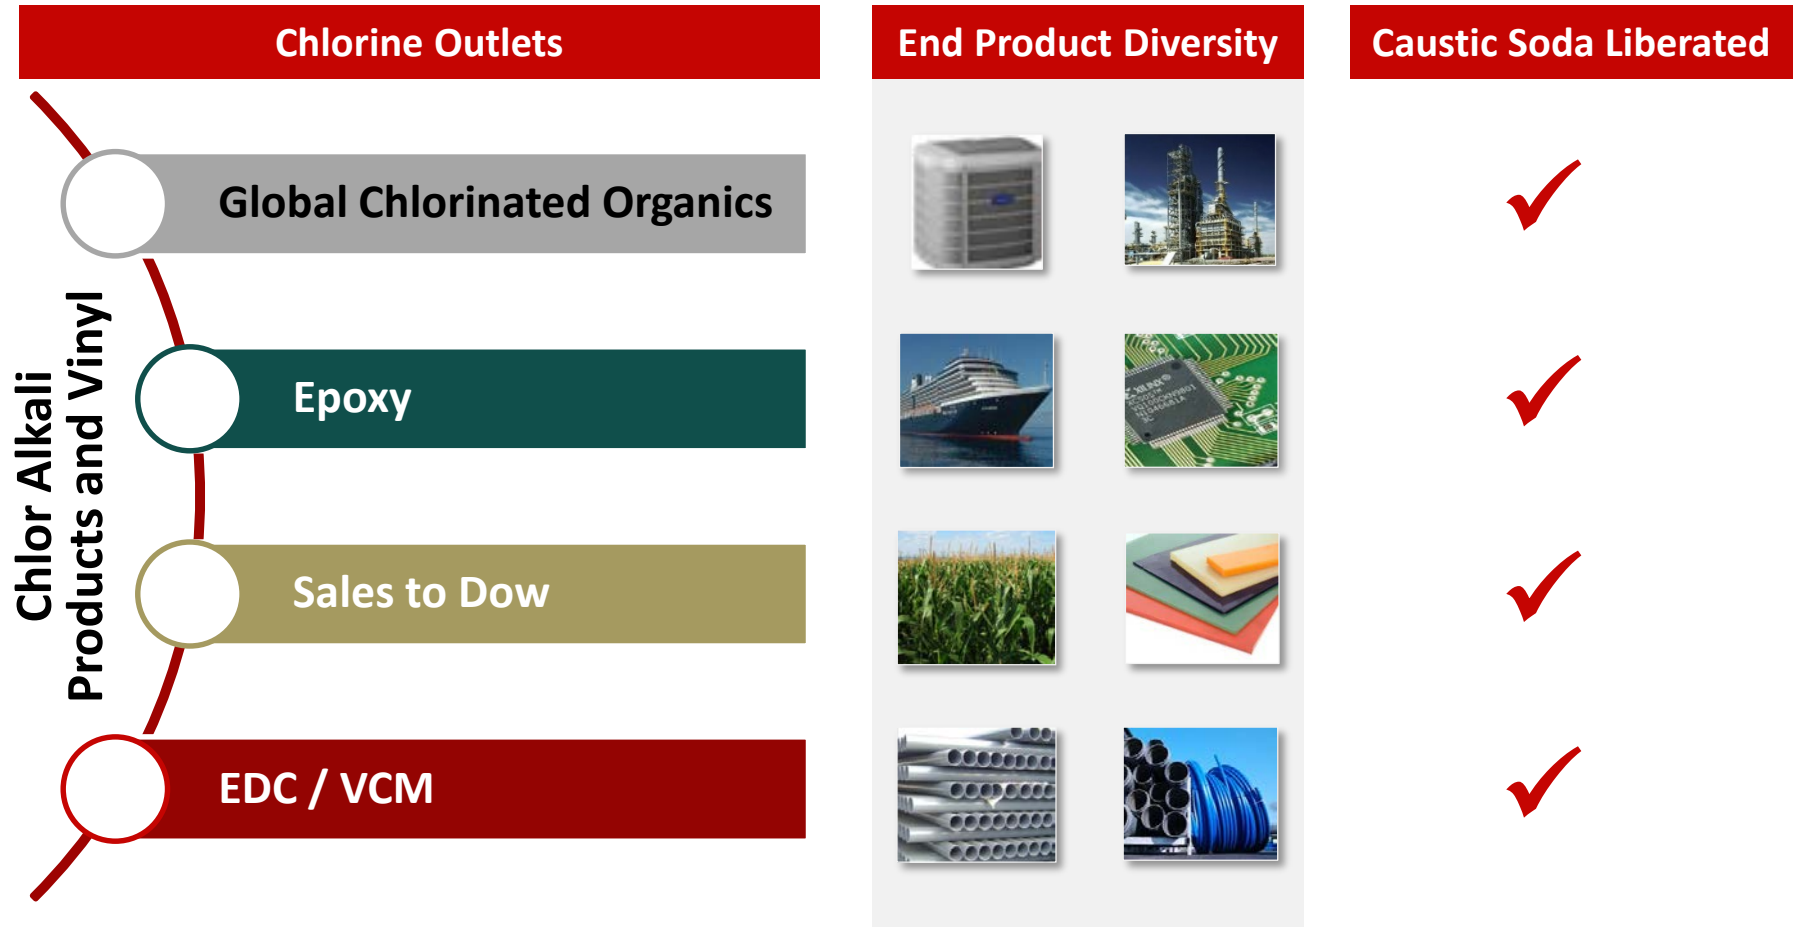 Chlorine Outlets
End Product Diversity
Caustic Soda Liberated
Chlor Alkali
Products and Vinyl
Global Chlorinated Organics
Epoxy
Sales to Dow
EDC / VCM
XILINX®